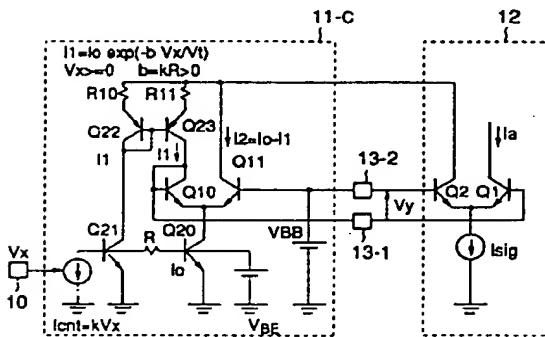 11-C
12
I1=Io exp(-b Vx/Vt)
Vx>=0 b=kR>0
R10 R11
Q22 Q23
I1 I1 I2=Io-I1
Q10 Q11
13-2
Ia
Q2 Q1
Vy
13-1
VBB
Q21 R Q20
Io
Isig
Vx
10
Icnt=kVx
VBE